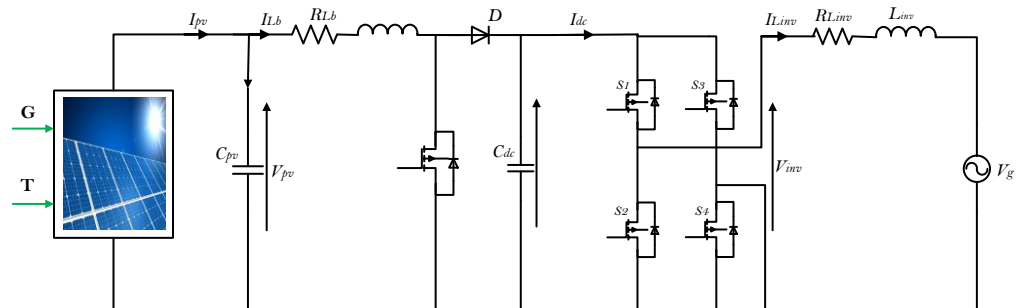 Ipv
ILb
RLb
D
Idc
ILinv
RLinv
Linv
G
T
Cpv
Vpv
Cdc
S1
S3
S2
S4
Vinv
Vg